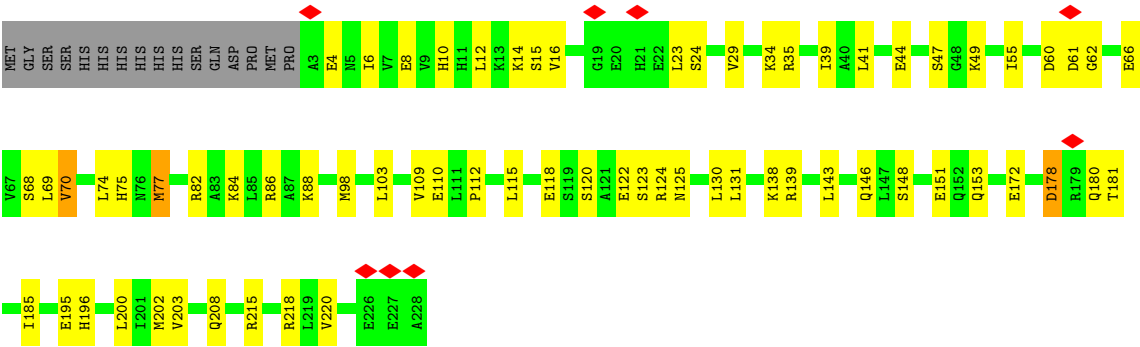 MET GLY SER SER HIS HIS HIS HIS HIS HIS SER GLN ASP PRO MET PRO A3 E4 N5 I6 V7 E8 V9 H10 H11 L12 K13 K14 S15 V16 G19 E20 H21 E22 L23 S24 V29 K34 R35 I39 A40 L41 E44 S47 G48 K49 I55 D60 D61 G62 E66
V67 S68 L69 V70 L74 H75 N76 M77 R82 A83 K84 L85 R86 A87 K88 M98 L103 V109 E110 L111 P112 L115 E118 S119 S120 A121 E122 S123 R124 N125 L130 L131 K138 R139 L143 Q146 L147 S148 E151 Q152 Q153 E172 D178 R179 Q180 T181
I185 E195 H196 L200 I201 M202 V203 Q208 R215 R218 L219 V220 E226 E227 A228